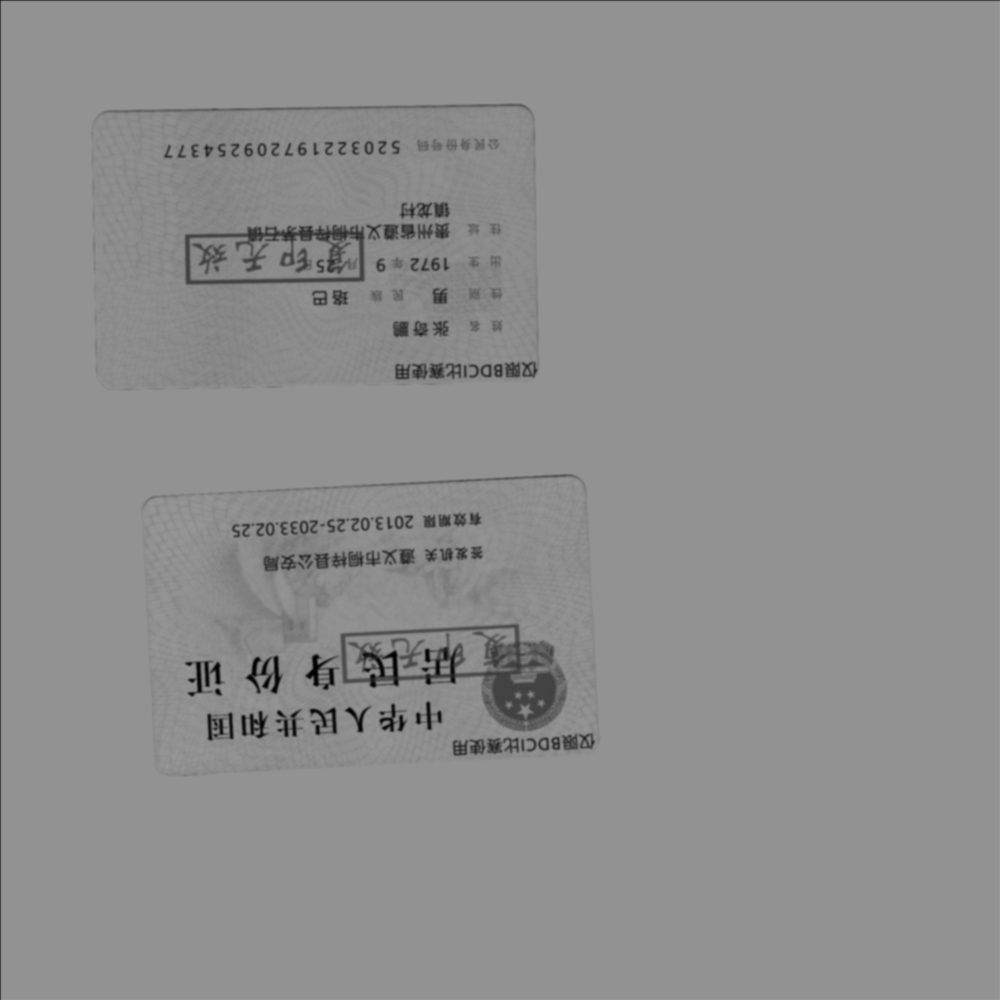 仅限BDCI比赛使用
中华人民共和国
居民身份证
复印无效
签发机关 遵义市桐梓县公安局
有效期限 2013.02.25-2033.02.25
仅限BDCI比赛使用
姓名 张奇鹏
性别 男 民族 珞巴
出生 1972 年 9 月 25 日
复印无效
住址 贵州省遵义市桐梓县茅石镇
镇龙村
公民身份号码 520322197209254377